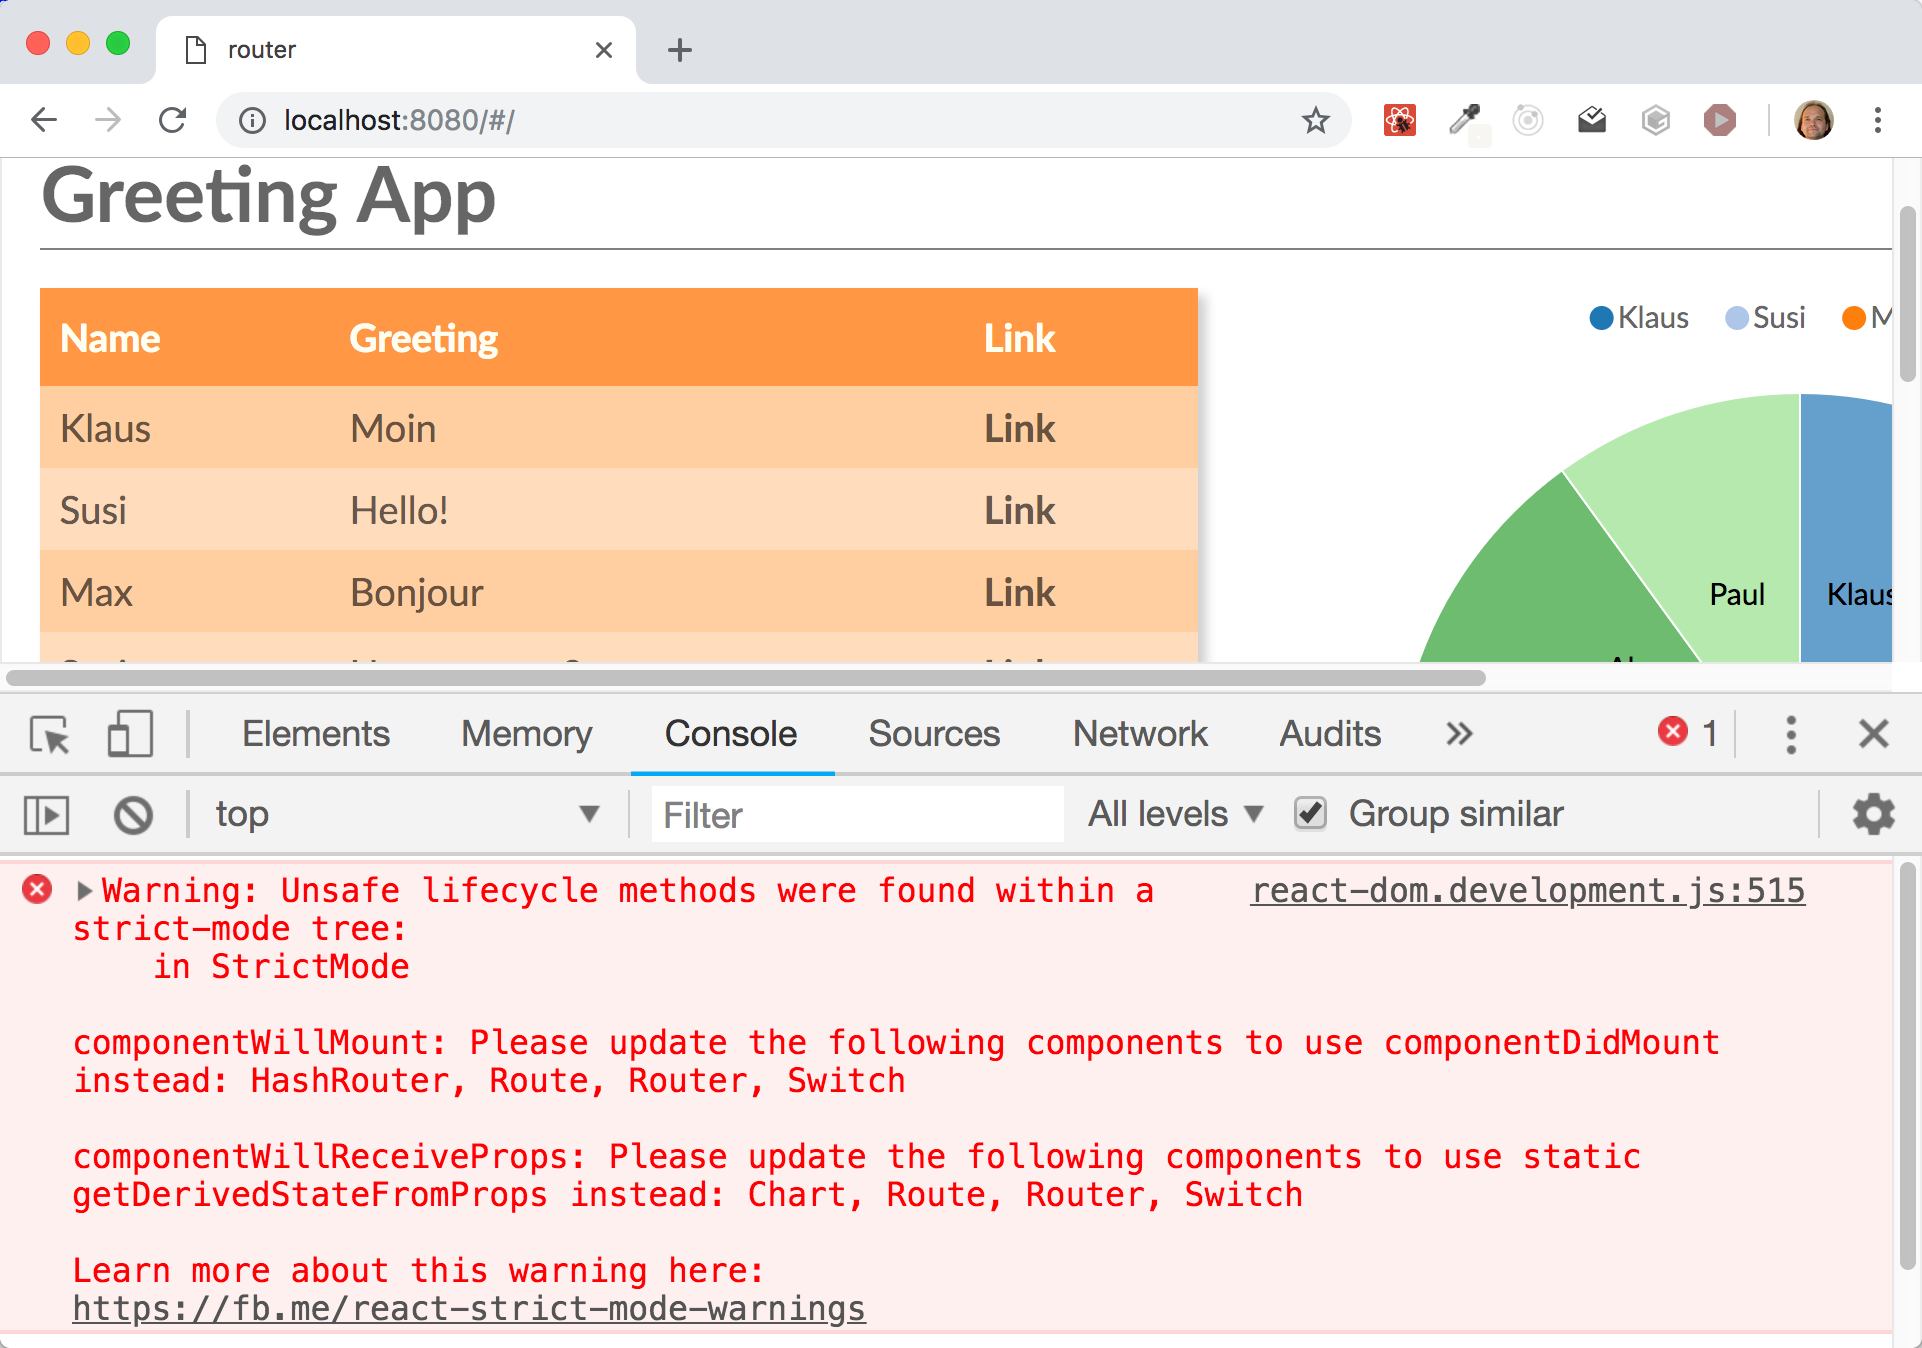 router
localhost:8080/#/
Greeting App
Name Greeting Link
Klaus Moin Link
Susi Hello! Link
Max Bonjour Link
Klaus Susi
Paul Klaus
Elements Memory Console Sources Network Audits » 1
top Filter All levels Group similar
Warning: Unsafe lifecycle methods were found within a react-dom.development.js:515
strict-mode tree:
in StrictMode
componentWillMount: Please update the following components to use componentDidMount
instead: HashRouter, Route, Router, Switch
componentWillReceiveProps: Please update the following components to use static
getDerivedStateFromProps instead: Chart, Route, Router, Switch
Learn more about this warning here:
https://fb.me/react-strict-mode-warnings